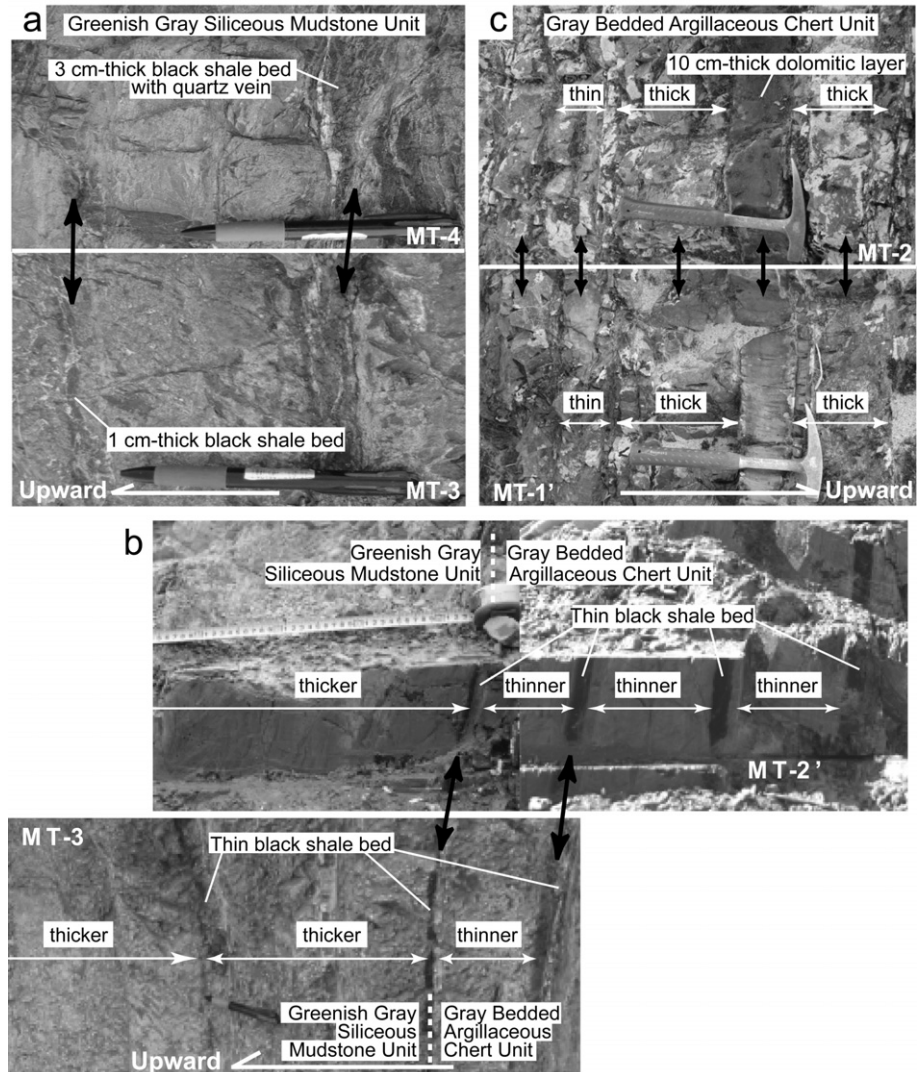 a
Greenish Gray Siliceous Mudstone Unit
3 cm-thick black shale bed
with quartz vein
MT-4
1 cm-thick black shale bed
Upward
MT-3
c
Gray Bedded Argillaceous Chert Unit
10 cm-thick dolomitic layer
thin
thick
thick
MT-2
thin
thick
thick
MT-1'
Upward
b
Greenish Gray
Siliceous Mudstone Unit
Gray Bedded
Argillaceous Chert Unit
Thin black shale bed
thicker
thinner
thinner
thinner
MT-2'
MT-3
Thin black shale bed
thicker
thicker
thinner
Greenish Gray
Siliceous
Mudstone Unit
Gray Bedded
Argillaceous
Chert Unit
Upward